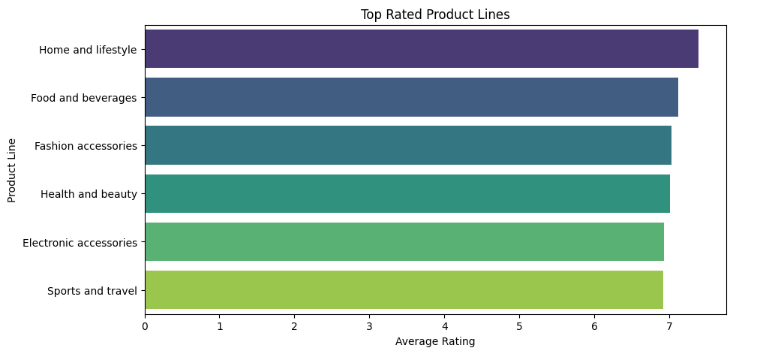 Top Rated Product Lines
Product Line
Home and lifestyle
Food and beverages
Fashion accessories
Health and beauty
Electronic accessories
Sports and travel
0 1 2 3 4 5 6 7
Average Rating